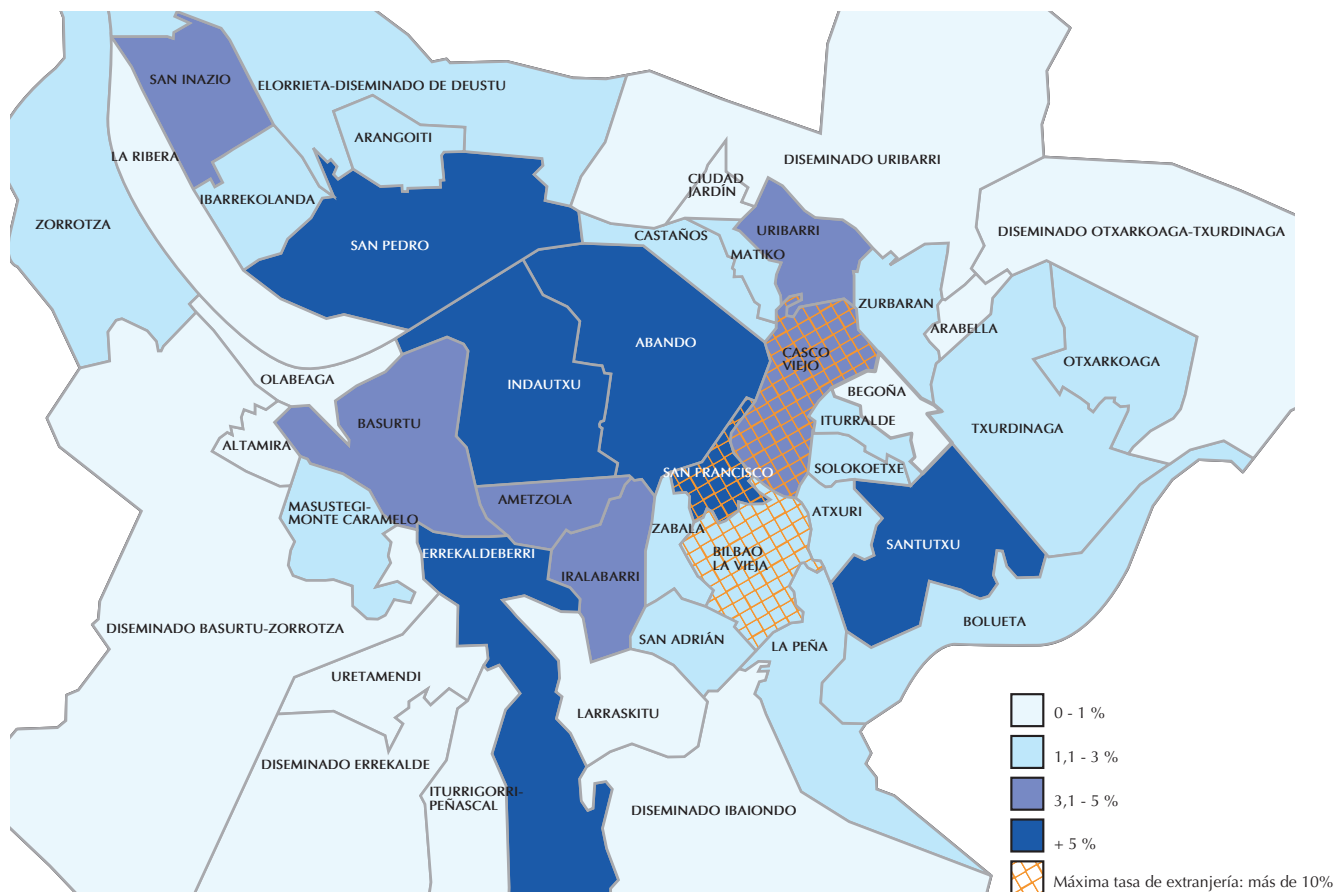 SAN INAZIO
ELORRIETA-DISEMINADO DE DEUSTU
ARANGOITI
LA RIBERA
DISEMINADO URIBARRI
CIUDAD
JARDÍN
IBARREKOLANDA
ZORROTZA
SAN PEDRO
CASTAÑOS
URIBARRI
DISEMINADO OTXARKOAGA-TXURDINAGA
MATIKO
ZURBARAN
ARABELLA
ABANDO
CASCO
VIEJO
OTXARKOAGA
OLABEAGA
INDAUTXU
BEGOÑA
BASURTU
ITURRALDE
TXURDINAGA
ALTAMIRA
SAN FRANCISCO
SOLOKOETXE
AMETZOLA
MASUSTEGI-
MONTE CARAMELO
ZABALA
ATXURI
ERREKALDEBERRI
BILBAO
LA VIEJA
SANTUTXU
IRALABARRI
DISEMINADO BASURTU-ZORROTZA
SAN ADRIÁN
LA PEÑA
BOLUETA
URETAMENDI
LARRASKITU
DISEMINADO ERREKALDE
ITURRIGORRI-
PEÑASCAL
DISEMINADO IBAIONDO
0 - 1 %
1,1 - 3 %
3,1 - 5 %
+ 5 %
Máxima tasa de extranjería: más de 10%